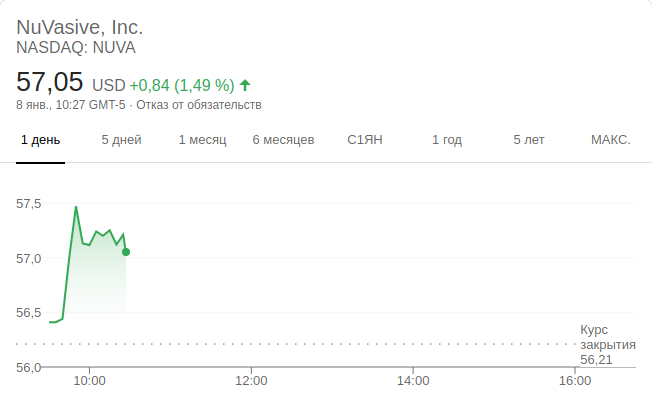 NuVasive, Inc.
NASDAQ: NUVA
57,05 USD +0,84 (1,49 %)
8 янв., 10:27 GMT-5 · Отказ от обязательств
1 день 5 дней 1 месяц 6 месяцев С1ЯН 1 год 5 лет МАКС.
57,5
57,0
56,5
Курс
закрытия
56,21
56,0
10:00 12:00 14:00 16:00